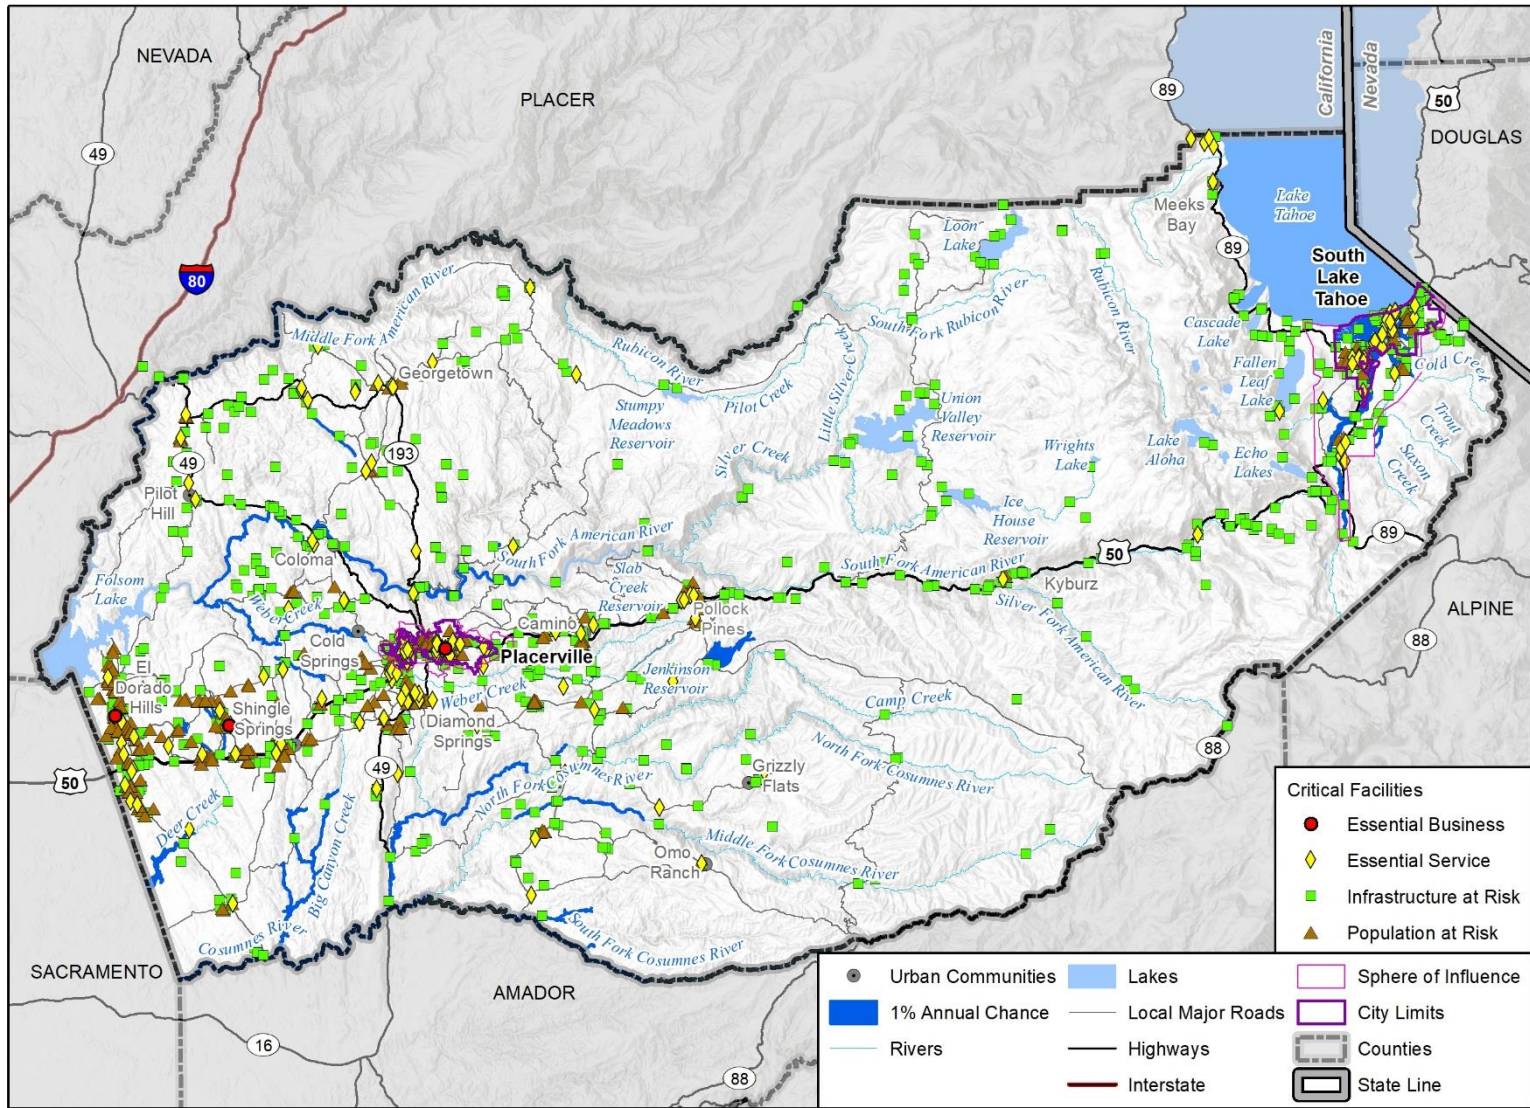 NEVADA
PLACER
89
California
Nevada
50
DOUGLAS
49
80
Meeks
Bay
Lake
Tahoe
Loon
Lake
89
South
Lake
Tahoe
Rubicon River
South Fork Rubicon River
Middle Fork American River
Cascade
Lake
Georgetown
Rubicon River
Pilot Creek
Little Silver Creek
Fallen
Leaf
Lake
Cold Creek
Stumpy
Meadows
Reservoir
Union
Valley
Reservoir
Trout Creek
Silver Creek
Wrights
Lake
Lake
Aloha
Echo
Lakes
Saxon Creek
193
49
Pilot
Hill
Ice
House
Reservoir
South Fork American River
89
50
Coloma
Slab
Creek
Reservoir
South Fork American River
Kyburz
Folsom
Lake
Weber Creek
Silver Fork American River
ALPINE
88
Camino
Pollock
Pines
Cold
Springs
Placerville
El
Dorado
Hills
Jenkinson
Reservoir
Weber Creek
Camp Creek
Shingle
Springs
Diamond
Springs
North Fork Cosumnes River
88
50
49
Grizzly
Flats
North Fork Cosumnes River
Deer Creek
Big Canyon Creek
Middle Fork Cosumnes River
Omo
Ranch
Cosumnes River
South Fork Cosumnes River
SACRAMENTO
AMADOR
16
88
Critical Facilities
Essential Business
Essential Service
Infrastructure at Risk
Population at Risk
Urban Communities
Lakes
Sphere of Influence
1% Annual Chance
Local Major Roads
City Limits
Rivers
Highways
Counties
Interstate
State Line